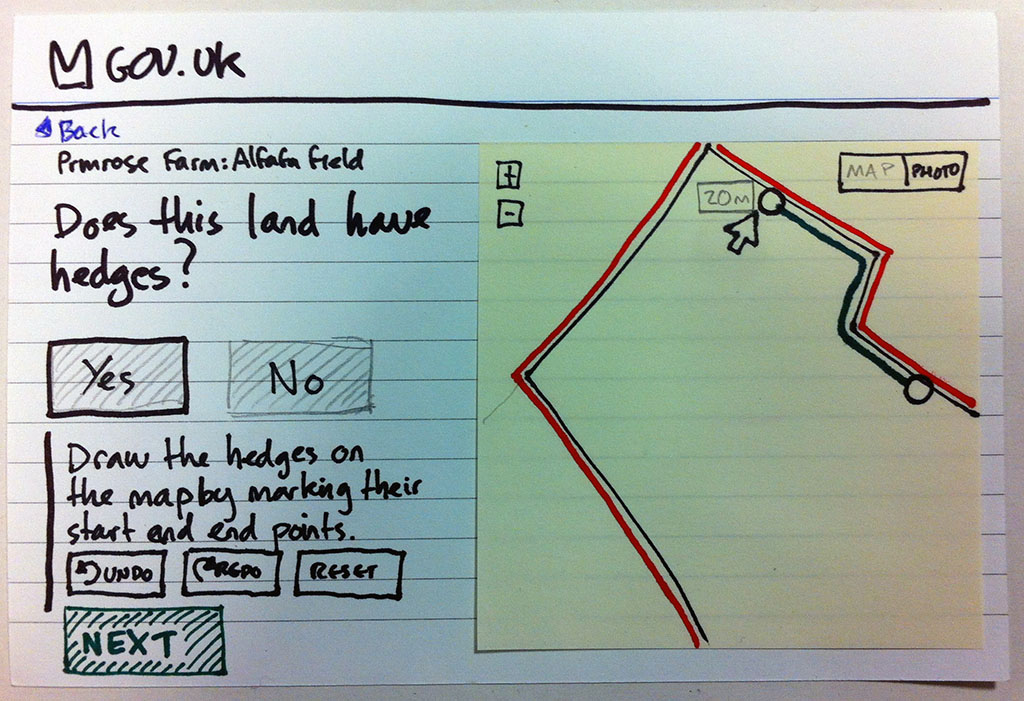 GOV.UK
Back
Primrose Farm: Alfafa field
Does this land have
hedges?
Yes
No
Draw the hedges on
the map by marking their
start and end points.
UNDO
REDO
RESET
NEXT
+
-
20m
MAP
PHOTO